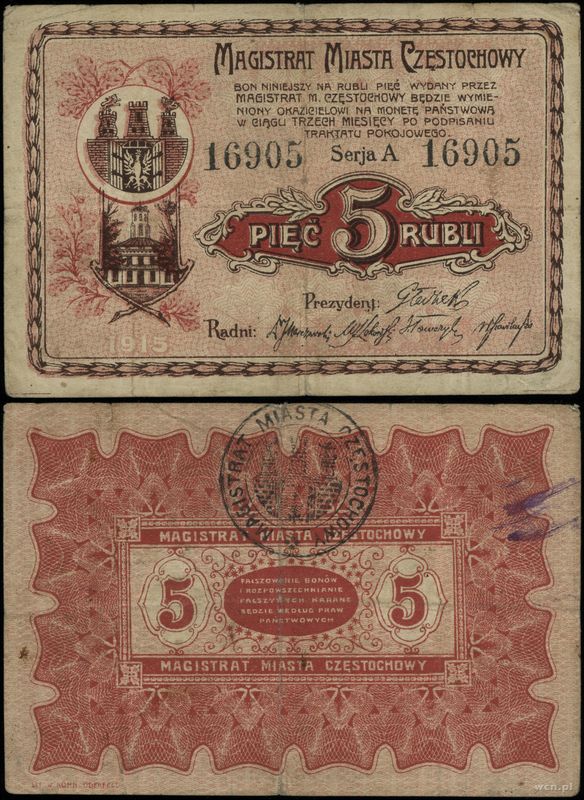 MAGISTRAT MIASTA CZĘSTOCHOWY
BON NINIEJSZY NA RUBLI PIĘĆ WYDANY PRZEZ
MAGISTRAT M. CZĘSTOCHOWY BĘDZIE WYMIE-
NIONY OKAZICIELOWI NA MONETĘ PAŃSTWOWĄ
W CIĄGU TRZECH MIESIĘCY PO PODPISANIU
TRAKTATU POKOJOWEGO.
16905 Serja A 16905
PIĘĆ 5 RUBLI
Prezydent:
Radni:
1915
MAGISTRAT MIASTA CZĘSTOCHOWY
MAGISTRAT MIASTA CZĘSTOCHOWY
5 5
FAŁSZOWANIE BONÓW
I ROZPOWSZECHNIANIE
FAŁSZYWYCH KARANE
BĘDZIE WEDŁUG PRAW
PAŃSTWOWYCH
MAGISTRAT MIASTA CZĘSTOCHOWY
wcn.pl